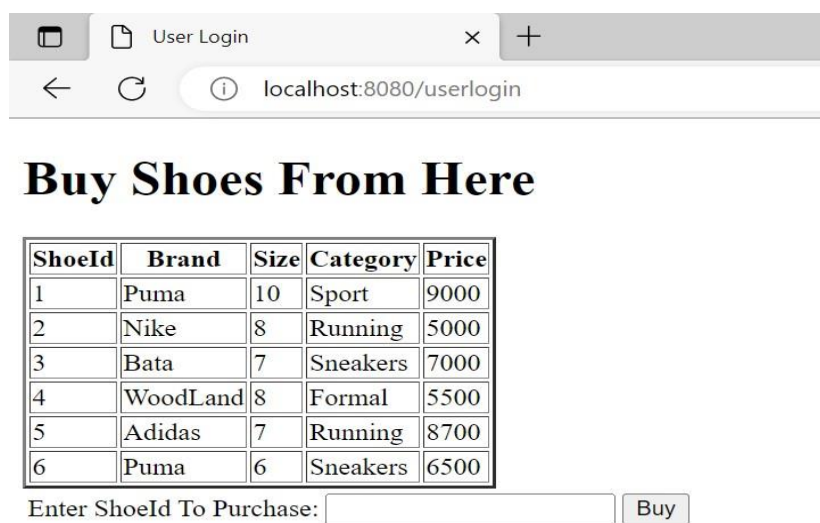 User Login
localhost:8080/userlogin
Buy Shoes From Here
ShoeId Brand Size Category Price
1 Puma 10 Sport 9000
2 Nike 8 Running 5000
3 Bata 7 Sneakers 7000
4 WoodLand 8 Formal 5500
5 Adidas 7 Running 8700
6 Puma 6 Sneakers 6500
Enter ShoeId To Purchase: Buy